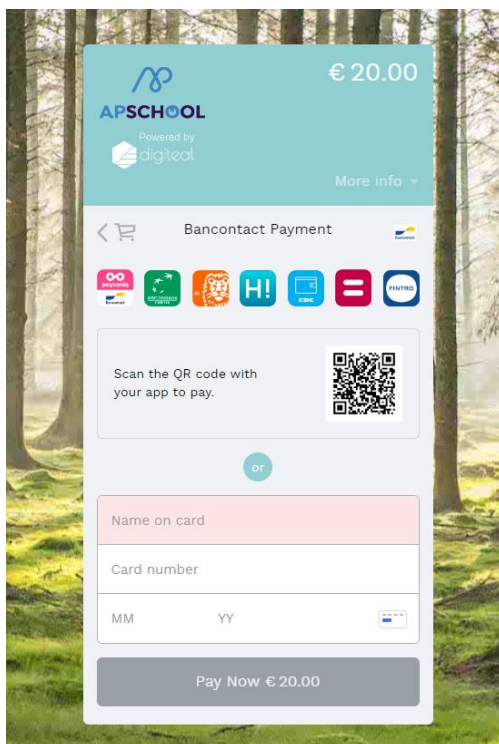 € 20.00
APSCHOOL
Powered by
digiteal
More info
Bancontact Payment
Bancontact
payconiq
Bancontact
BNP PARIBAS
FORTIS
H!
CBC
FINTRO
Scan the QR code with
your app to pay.
or
Name on card
Card number
MM YY
Pay Now € 20.00